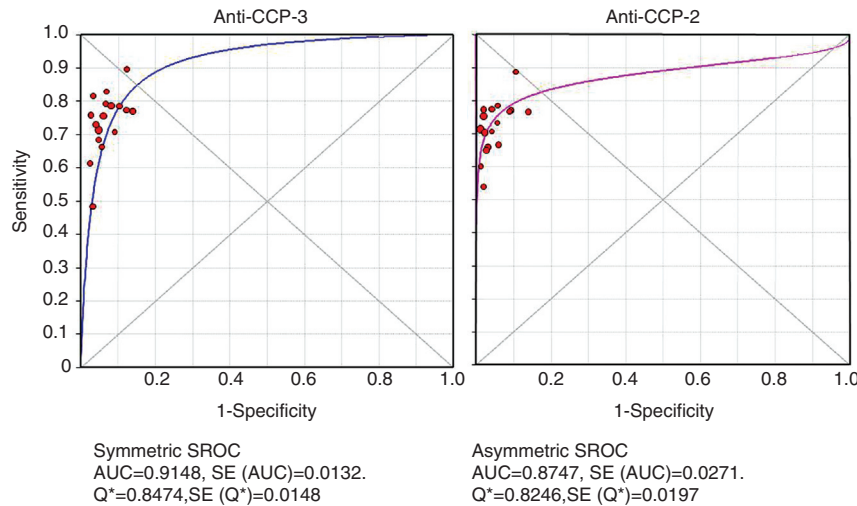 Anti-CCP-3
Anti-CCP-2
1.0
0.9
0.8
0.7
0.6
0.5
0.4
0.3
0.2
0.1
0
Sensitivity
0.2 0.4 0.6 0.8 1.0
0.2 0.4 0.6 0.8 1.0
1-Specificity
1-Specificity
Symmetric SROC
AUC=0.9148, SE (AUC)=0.0132.
Q*=0.8474,SE (Q*)=0.0148
Asymmetric SROC
AUC=0.8747, SE (AUC)=0.0271.
Q*=0.8246,SE (Q*)=0.0197